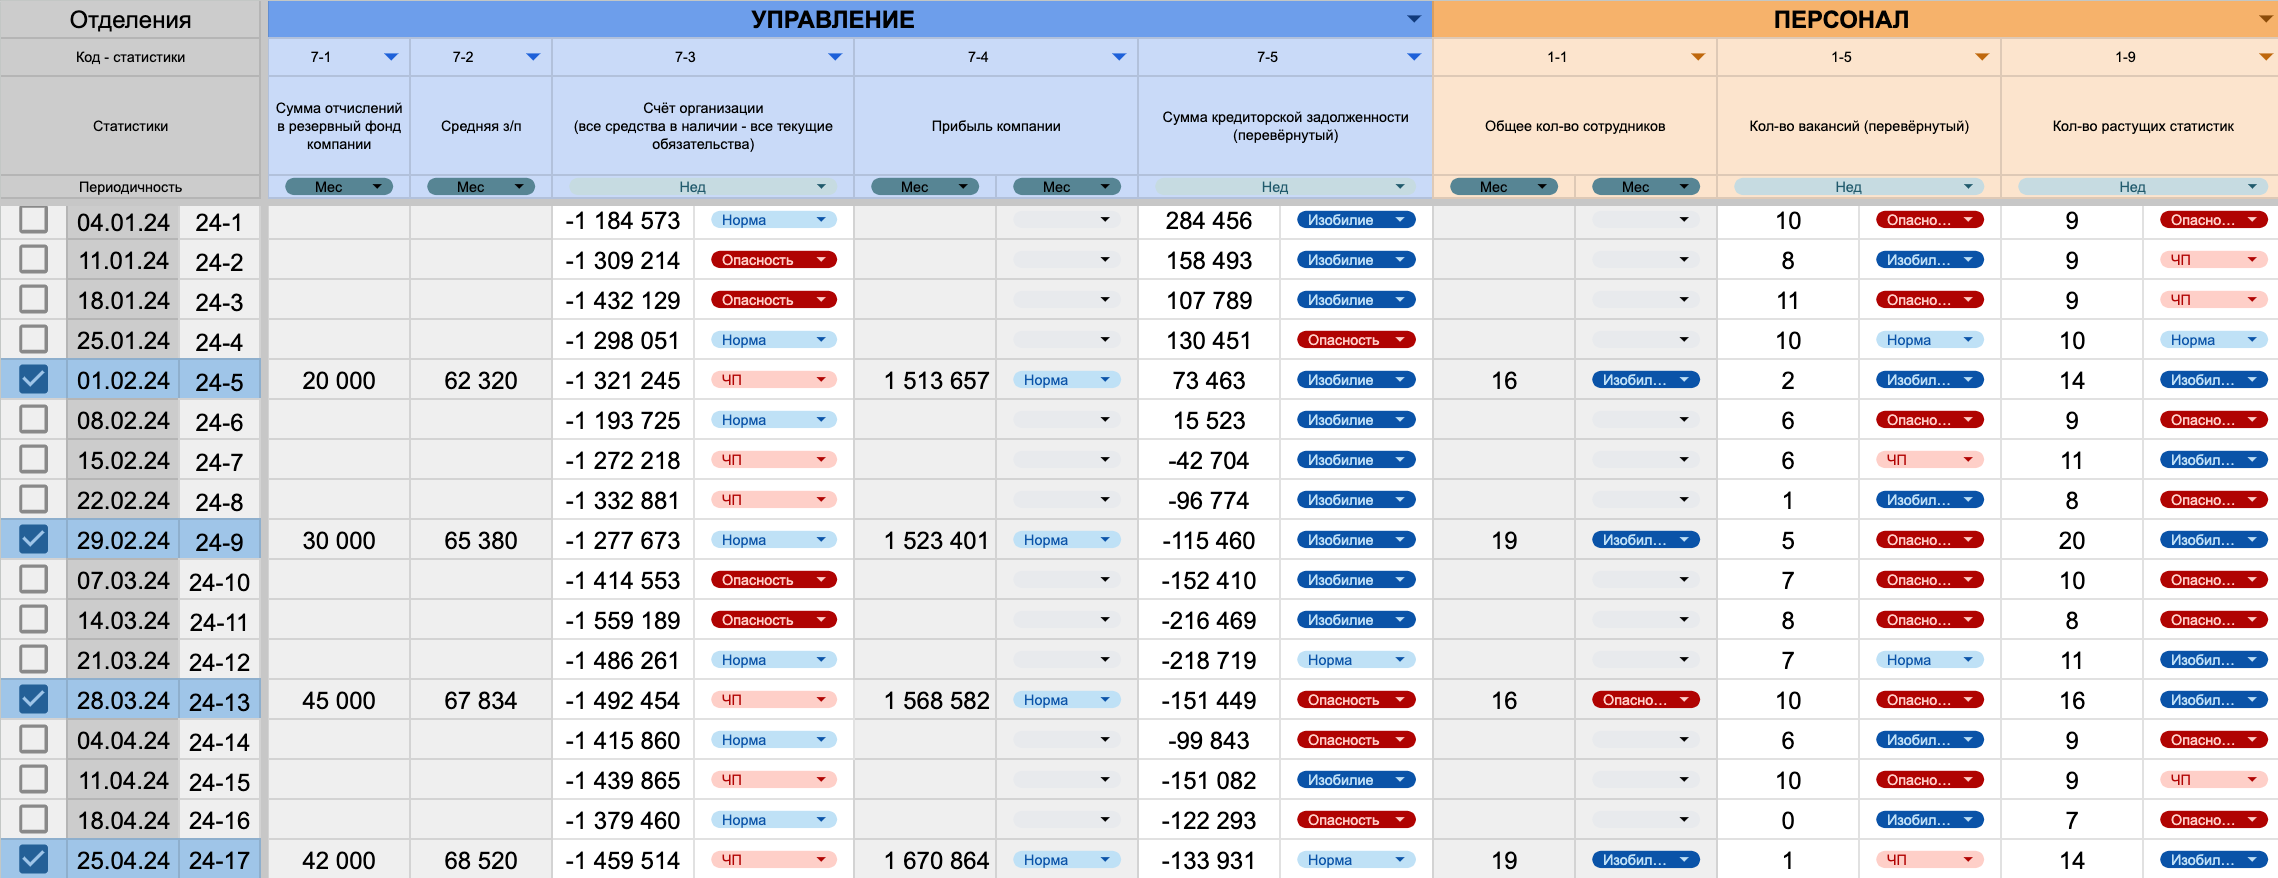 Отделения УПРАВЛЕНИЕ ПЕРСОНАЛ
Код - статистики 7-1 7-2 7-3 7-4 7-5 1-1 1-5 1-9
Статистики
Сумма отчислений
в резервный фонд
компании
Средняя з/п
Счёт организации
(все средства в наличии - все текущие
обязательства)
Прибыль компании
Сумма кредиторской задолженности
(перевёрнутый)
Общее кол-во сотрудников
Кол-во вакансий (перевёрнутый)
Кол-во растущих статистик
Периодичность Мес Мес Нед Мес Мес Нед Мес Мес Нед Нед
04.01.24 24-1 -1 184 573 Норма 284 456 Изобилие 10 Опасно... 9 Опасно...
11.01.24 24-2 -1 309 214 Опасность 158 493 Изобилие 8 Изобил... 9 ЧП
18.01.24 24-3 -1 432 129 Опасность 107 789 Изобилие 11 Опасно... 9 ЧП
25.01.24 24-4 -1 298 051 Норма 130 451 Опасность 10 Норма 10 Норма
01.02.24 24-5 20 000 62 320 -1 321 245 ЧП 1 513 657 Норма 73 463 Изобилие 16 Изобил... 2 Изобил... 14 Изобил...
08.02.24 24-6 -1 193 725 Норма 15 523 Изобилие 6 Опасно... 9 Опасно...
15.02.24 24-7 -1 272 218 ЧП -42 704 Изобилие 6 ЧП 11 Изобил...
22.02.24 24-8 -1 332 881 ЧП -96 774 Изобилие 1 Изобил... 8 Опасно...
29.02.24 24-9 30 000 65 380 -1 277 673 Норма 1 523 401 Норма -115 460 Изобилие 19 Изобил... 5 Опасно... 20 Изобил...
07.03.24 24-10 -1 414 553 Опасность -152 410 Изобилие 7 Опасно... 10 Опасно...
14.03.24 24-11 -1 559 189 Опасность -216 469 Изобилие 8 Опасно... 8 Опасно...
21.03.24 24-12 -1 486 261 Норма -218 719 Норма 7 Норма 11 Изобил...
28.03.24 24-13 45 000 67 834 -1 492 454 ЧП 1 568 582 Норма -151 449 Опасность 16 Опасно... 10 Опасно... 16 Изобил...
04.04.24 24-14 -1 415 860 Норма -99 843 Опасность 6 Изобил... 9 Опасно...
11.04.24 24-15 -1 439 865 ЧП -151 082 Изобилие 10 Опасно... 9 ЧП
18.04.24 24-16 -1 379 460 Норма -122 293 Опасность 0 Изобил... 7 Опасно...
25.04.24 24-17 42 000 68 520 -1 459 514 ЧП 1 670 864 Норма -133 931 Норма 19 Изобил... 1 ЧП 14 Изобил...